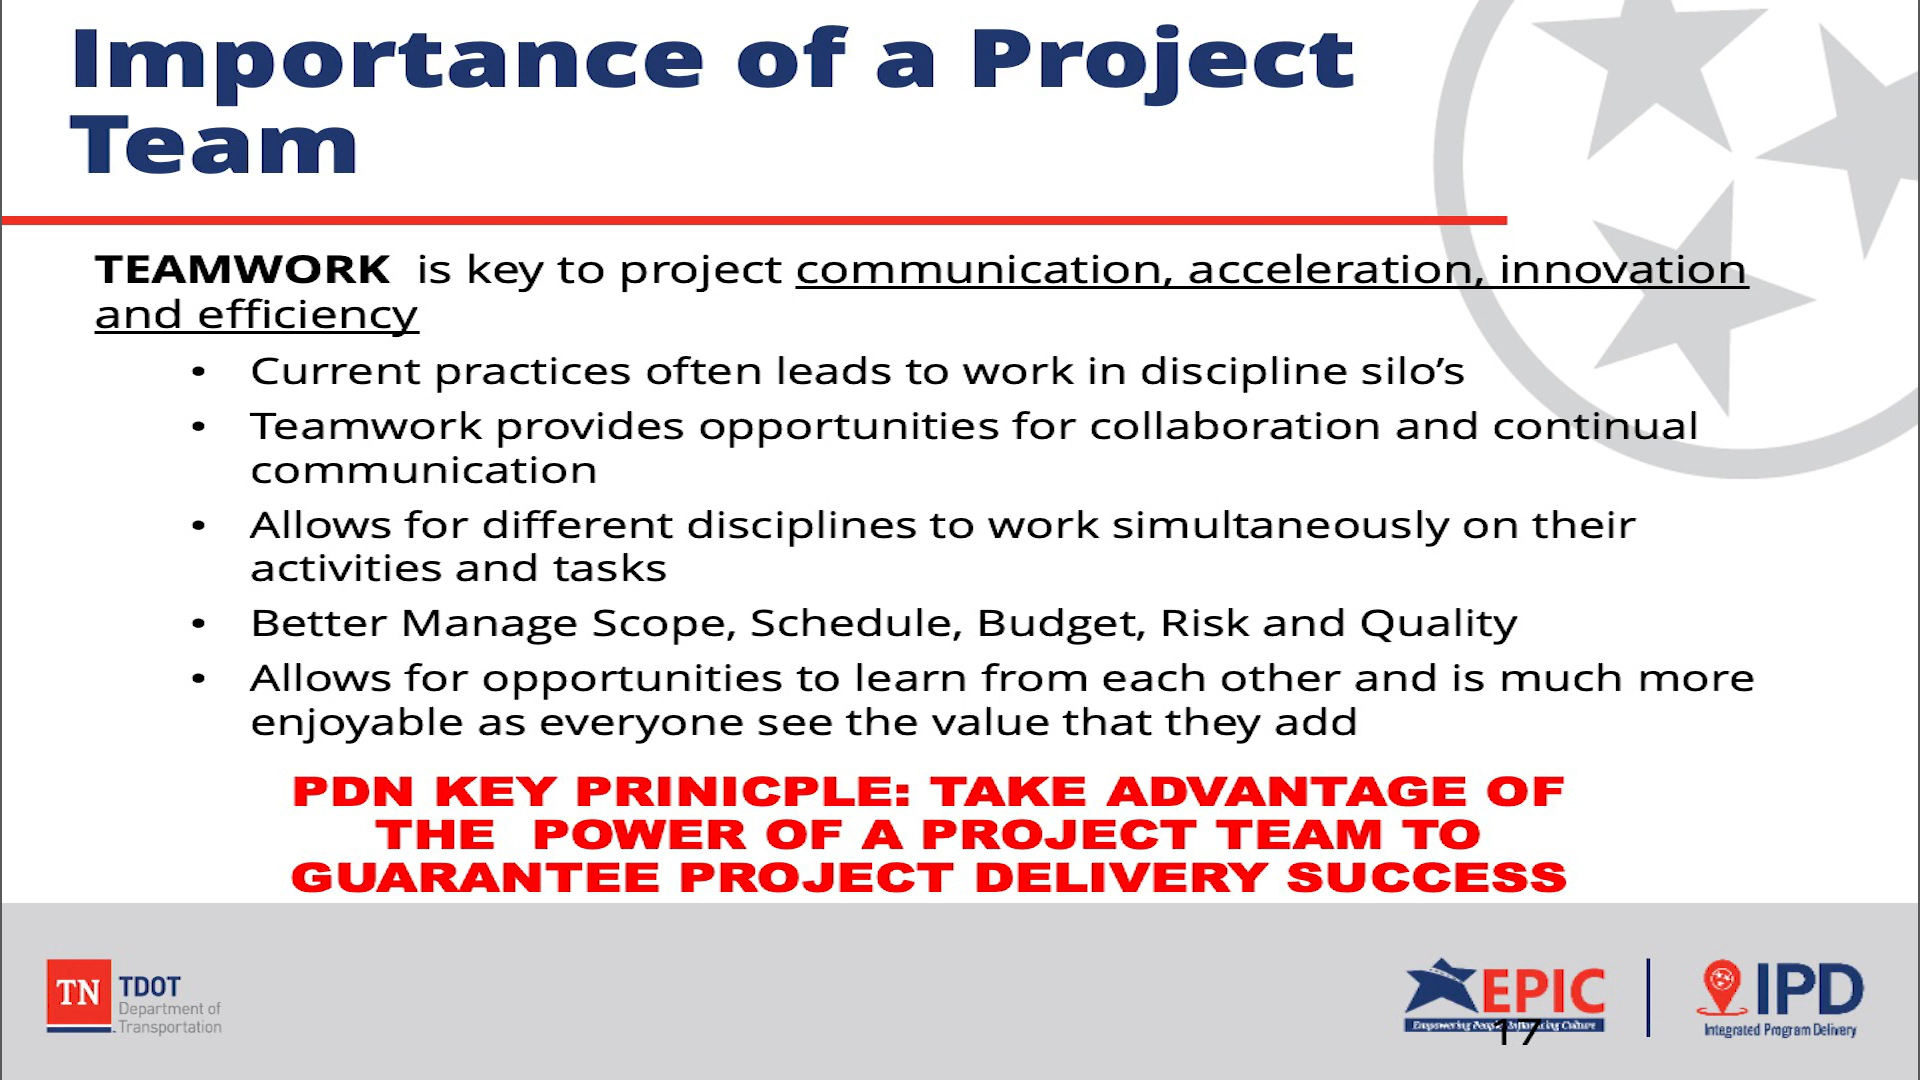 Importance of a Project
Team
TEAMWORK  is key to project communication, acceleration, innovation
and efficiency
• Current practices often leads to work in discipline silo’s
• Teamwork provides opportunities for collaboration and continual
communication
• Allows for different disciplines to work simultaneously on their
activities and tasks
• Better Manage Scope, Schedule, Budget, Risk and Quality
• Allows for opportunities to learn from each other and is much more
enjoyable as everyone see the value that they add
PDN KEY PRINICPLE: TAKE ADVANTAGE OF
THE  POWER OF A PROJECT TEAM TO
GUARANTEE PROJECT DELIVERY SUCCESS
TN
TDOT
Department of
Transportation
EPIC
Empowering People Culture
17
IPD
Integrated Program Delivery